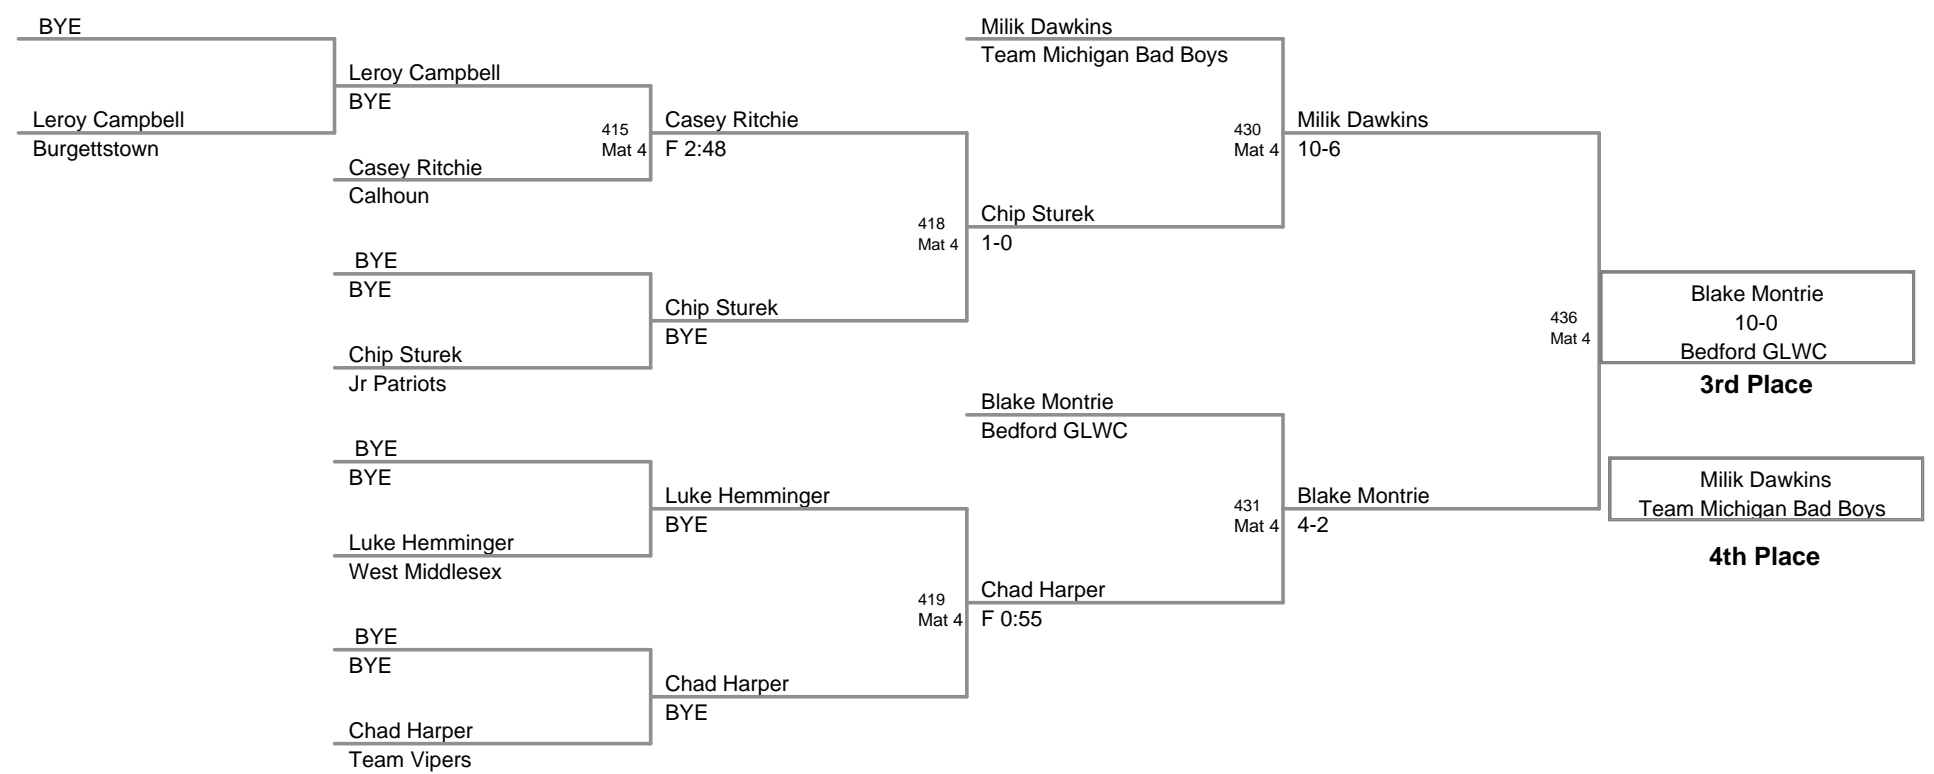 BYE
Leroy Campbell
Burgettstown
Leroy Campbell
BYE
Casey Ritchie
Calhoun
BYE
BYE
Chip Sturek
Jr Patriots
BYE
BYE
Luke Hemminger
West Middlesex
BYE
BYE
Chad Harper
Team Vipers
415
Mat 4
Casey Ritchie
F 2:48
Chip Sturek
BYE
Luke Hemminger
BYE
Chad Harper
BYE
418
Mat 4
419
Mat 4
Milik Dawkins
Team Michigan Bad Boys
Chip Sturek
1-0
Blake Montrie
Bedford GLWC
Chad Harper
F 0:55
430
Mat 4
431
Mat 4
Milik Dawkins
10-6
Blake Montrie
4-2
436
Mat 4
Blake Montrie
10-0
Bedford GLWC
3rd Place
Milik Dawkins
Team Michigan Bad Boys
4th Place